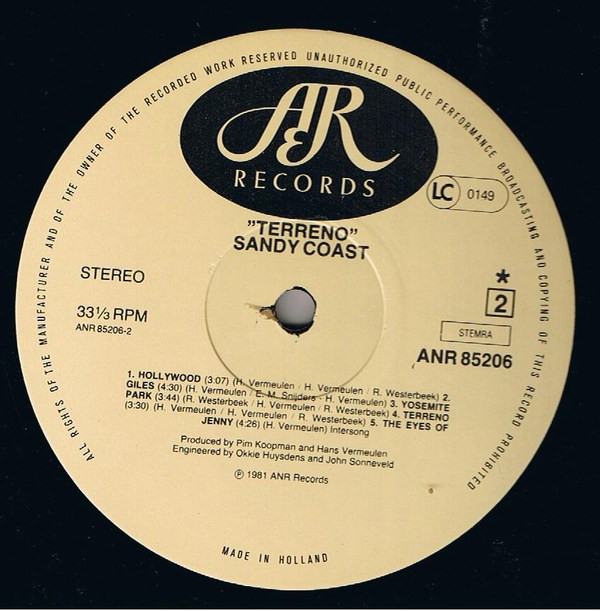 ALL RIGHTS OF THE MANUFACTURER AND OF THE OWNER OF THE RECORDED WORK RESERVED UNAUTHORIZED PUBLIC PERFORMANCE BROADCASTING AND COPYING OF THIS RECORD PROHIBITED
A&R
RECORDS
LC 0149
"TERRENO"
SANDY COAST
STEREO
33⅓ RPM
ANR 85206-2
*
2
STEMRA
ANR 85206
1. HOLLYWOOD (3:07) (H. Vermeulen / H. Vermeulen / R. Westerbeek) 2.
GILES (4:30) (H. Vermeulen / E. M. Snijders - H. Vermeulen) 3. YOSEMITE
PARK (3:44) (R. Westerbeek / H. Vermeulen / R. Westerbeek) 4. TERRENO
(3:30) (H. Vermeulen / H. Vermeulen / R. Westerbeek) 5. THE EYES OF
JENNY (4:26) (H. Vermeulen) Intersong
Produced by Pim Koopman and Hans Vermeulen
Engineered by Okkie Huysdens and John Sonneveld
℗ 1981 ANR Records
MADE IN HOLLAND